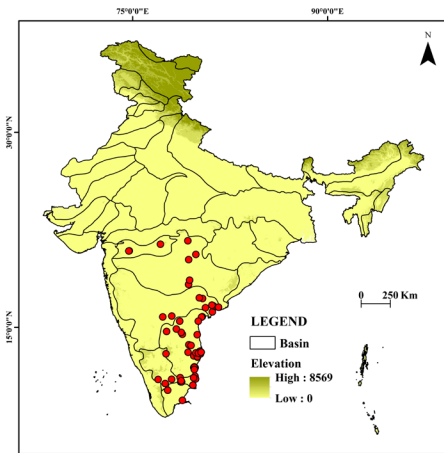 75°0'0"E 90°0'0"E
N
30°0'0"N
0 250 Km
15°0'0"N
LEGEND
Basin
Elevation
High : 8569
Low : 0